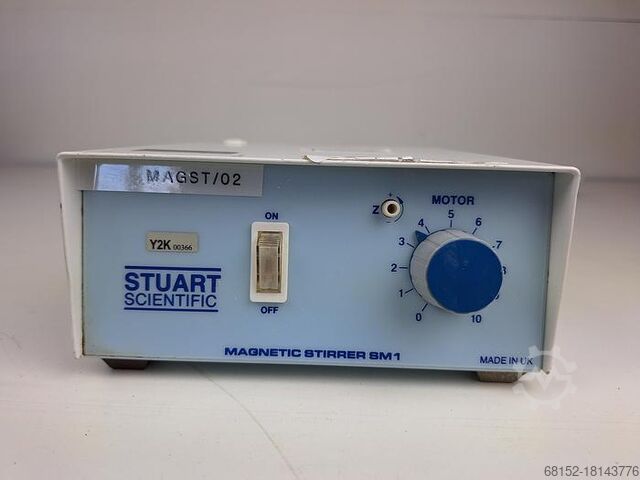 MAGST/02
Y2K 00366
STUART
SCIENTIFIC
ON
OFF
Z
+
MOTOR
0
1
2
3
4
5
6
7
9
10
MAGNETIC STIRRER SM1
MADE IN UK
68152-18143776